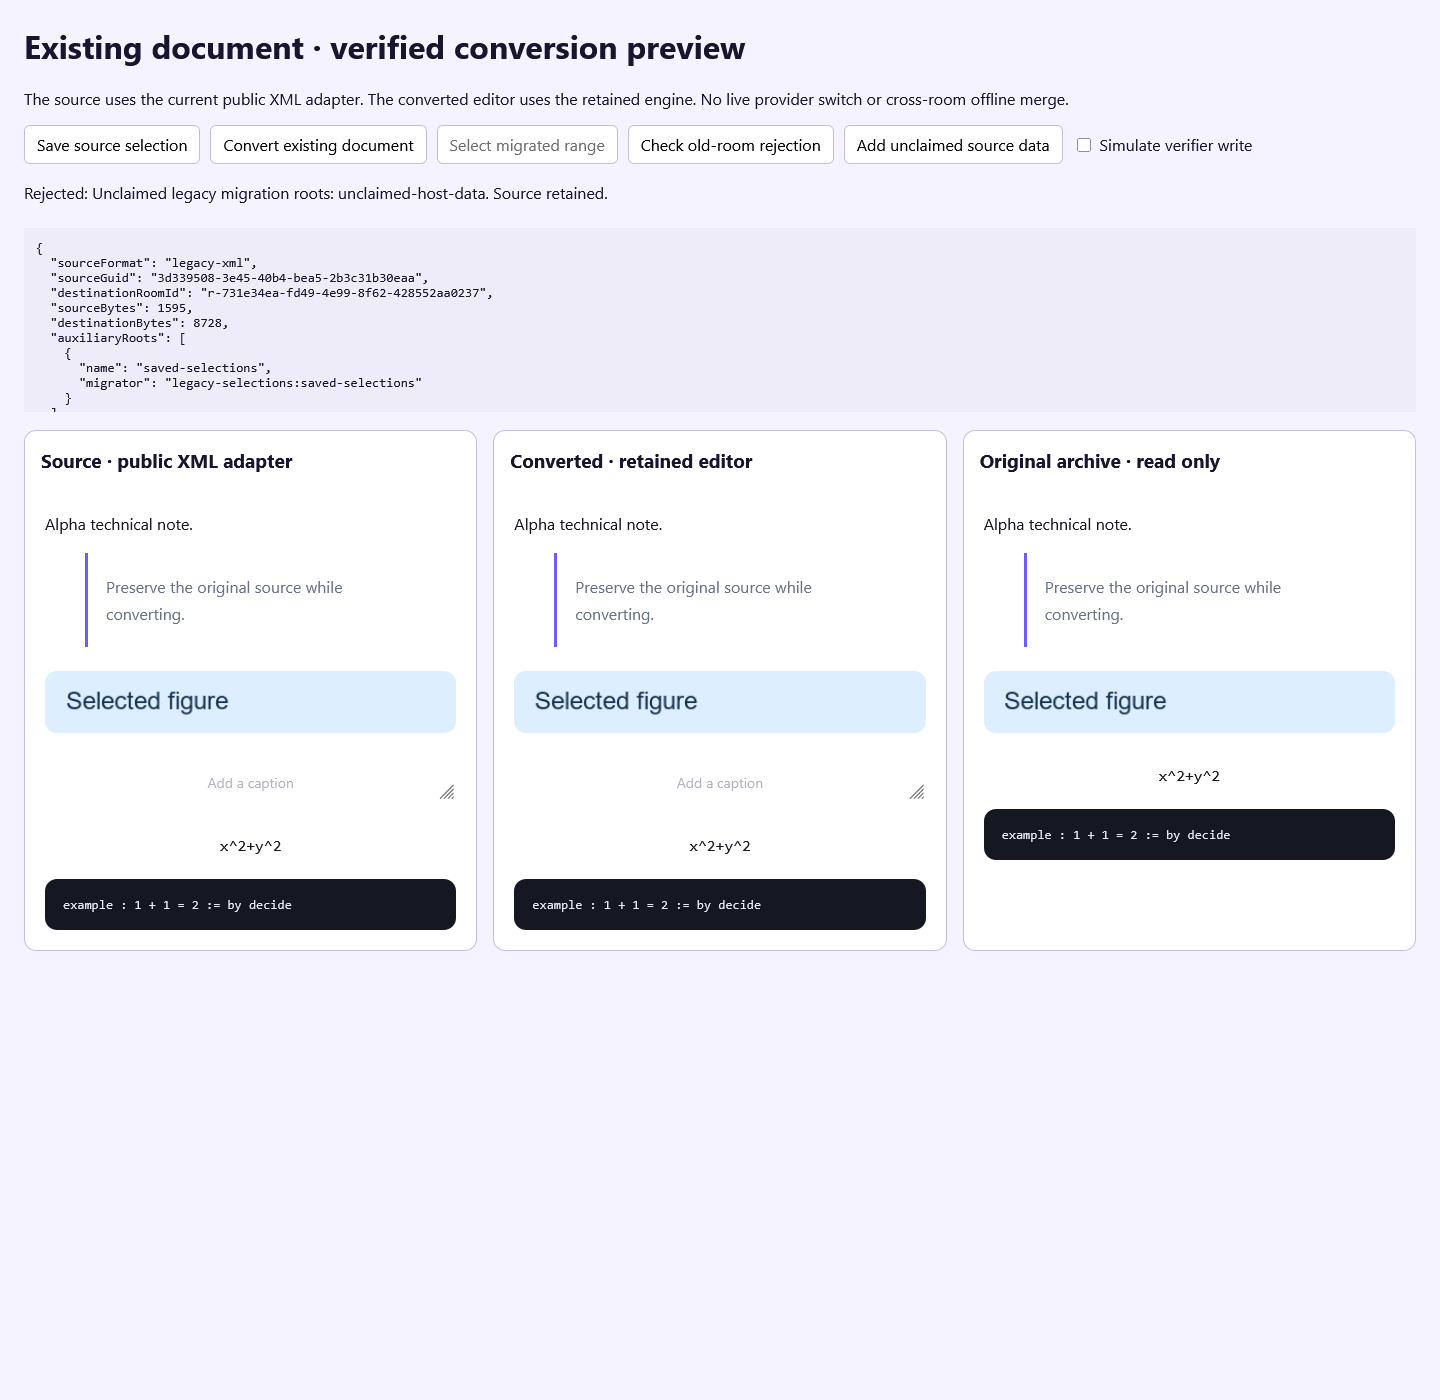 Existing document · verified conversion preview
The source uses the current public XML adapter. The converted editor uses the retained engine. No live provider switch or cross-room offline merge.
Save source selection
Convert existing document
Select migrated range
Check old-room rejection
Add unclaimed source data
Simulate verifier write
Rejected: Unclaimed legacy migration roots: unclaimed-host-data. Source retained.
{
"sourceFormat": "legacy-xml",
"sourceGuid": "3d339508-3e45-40b4-bea5-2b3c31b30eaa",
"destinationRoomId": "r-731e34ea-fd49-4e99-8f62-428552aa0237",
"sourceBytes": 1595,
"destinationBytes": 8728,
"auxiliaryRoots": [
{
"name": "saved-selections",
"migrator": "legacy-selections:saved-selections"
}
Source · public XML adapter
Alpha technical note.
Preserve the original source while
converting.
Selected figure
Add a caption
x^2+y^2
example : 1 + 1 = 2 := by decide
Converted · retained editor
Alpha technical note.
Preserve the original source while
converting.
Selected figure
Add a caption
x^2+y^2
example : 1 + 1 = 2 := by decide
Original archive · read only
Alpha technical note.
Preserve the original source while
converting.
Selected figure
x^2+y^2
example : 1 + 1 = 2 := by decide